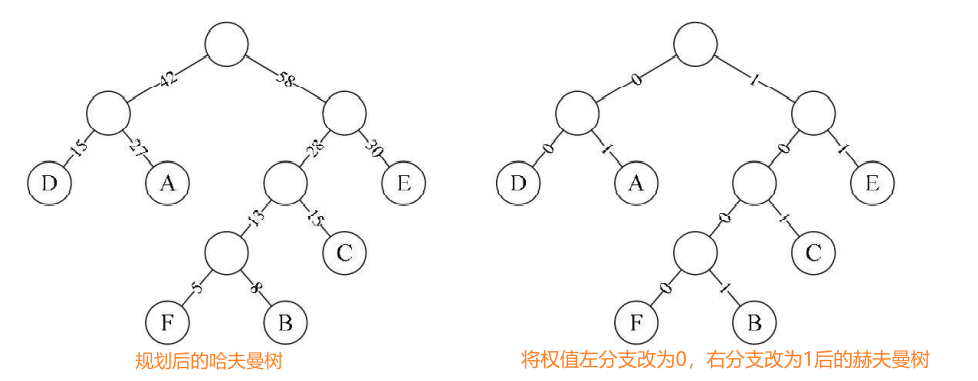 42 58 0 1
15 27 28 30 0 1 0 1
D A E D A E
13 15 0 1
C C
5 8 0 1
F B F B
规划后的哈夫曼树 将权值左分支改为0，右分支改为1后的赫夫曼树